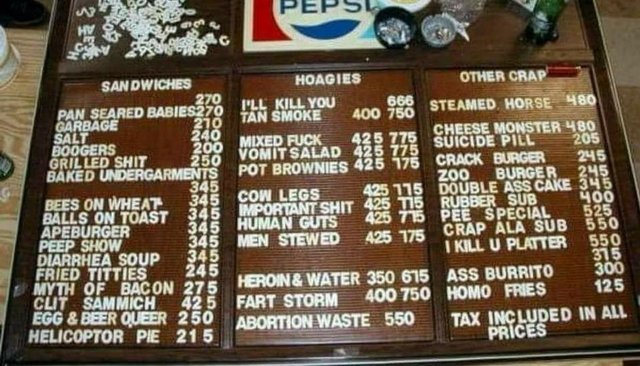 PEPSI
SANDWICHES
270
PAN SEARED BABIES 270
GARBAGE 210
SALT 240
BOOGERS 200
GRILLED SHIT 250
BAKED UNDERGARMENTS
345
BEES ON WHEAT 345
BALLS ON TOAST 345
APEBURGER 345
PEEP SHOW 345
DIARRHEA SOUP 345
FRIED TITTIES 245
MYTH OF BACON 275
CLIT SAMMICH 425
EGG & BEER QUEER 250
HELICOPTOR PIE 215
HOAGIES
I'LL KILL YOU 666
TAN SMOKE 400 750
MIXED FUCK 425 775
VOMIT SALAD 425 775
POT BROWNIES 425 175
COW LEGS 425 115
IMPORTANT SHIT 425 115
HUMAN GUTS 425 715
MEN STEWED 425 175
HEROIN & WATER 350 615
FART STORM 400 750
ABORTION WASTE 550
OTHER CRAP
STEAMED HORSE 480
CHEESE MONSTER 480
SUICIDE PILL 205
CRACK BURGER 245
ZOO BURGER 245
DOUBLE ASS CAKE 345
RUBBER SUB 400
PEE SPECIAL 525
CRAP ALA SUB 550
I KILL U PLATTER 550
315
ASS BURRITO 300
HOMO FRIES 125
TAX INCLUDED IN ALL
PRICES